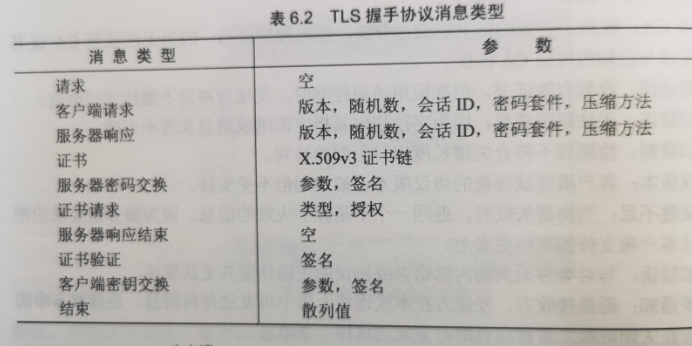 表 6.2 TLS 握手协议消息类型
消息类型 参数
请求 空
客户端请求 版本，随机数，会话 ID，密码套件，压缩方法
服务器响应 版本，随机数，会话 ID，密码套件，压缩方法
证书 X.509v3 证书链
服务器密码交换 参数，签名
证书请求 类型，授权
服务器响应结束 空
证书验证 签名
客户端密钥交换 参数，签名
结束 散列值